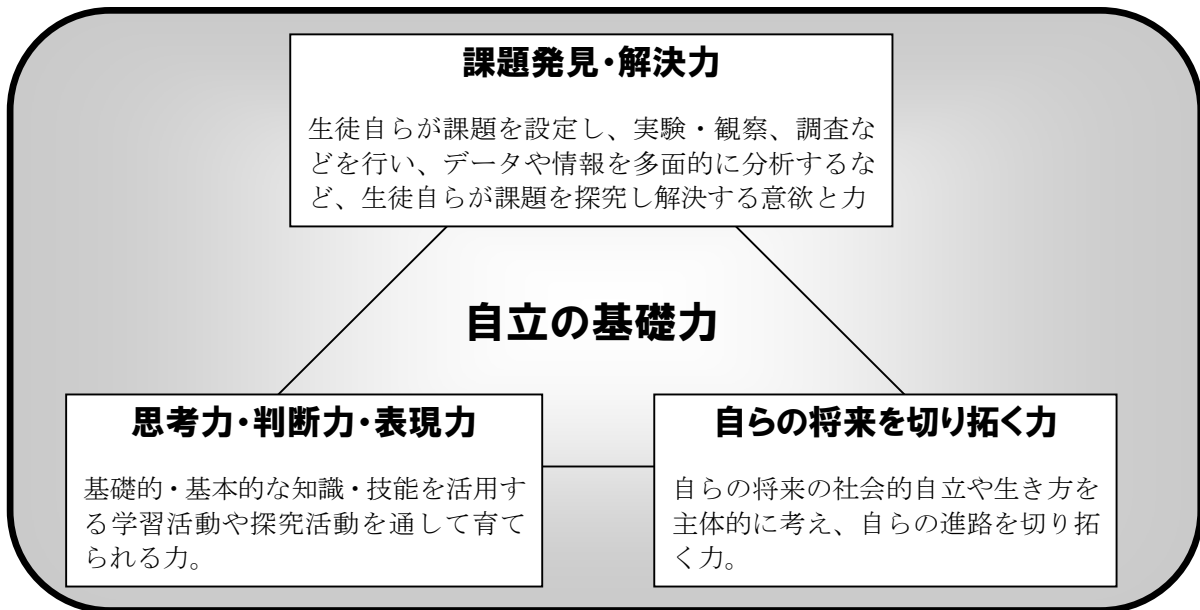 課題発見・解決力
生徒自らが課題を設定し、実験・観察、調査な
どを行い、データや情報を多面的に分析するな
ど、生徒自らが課題を探究し解決する意欲と力
自立の基礎力
思考力・判断力・表現力
基礎的・基本的な知識・技能を活用す
る学習活動や探究活動を通して育て
られる力。
自らの将来を切り拓く力
自らの将来の社会的自立や生き方を
主体的に考え、自らの進路を切り拓
く力。